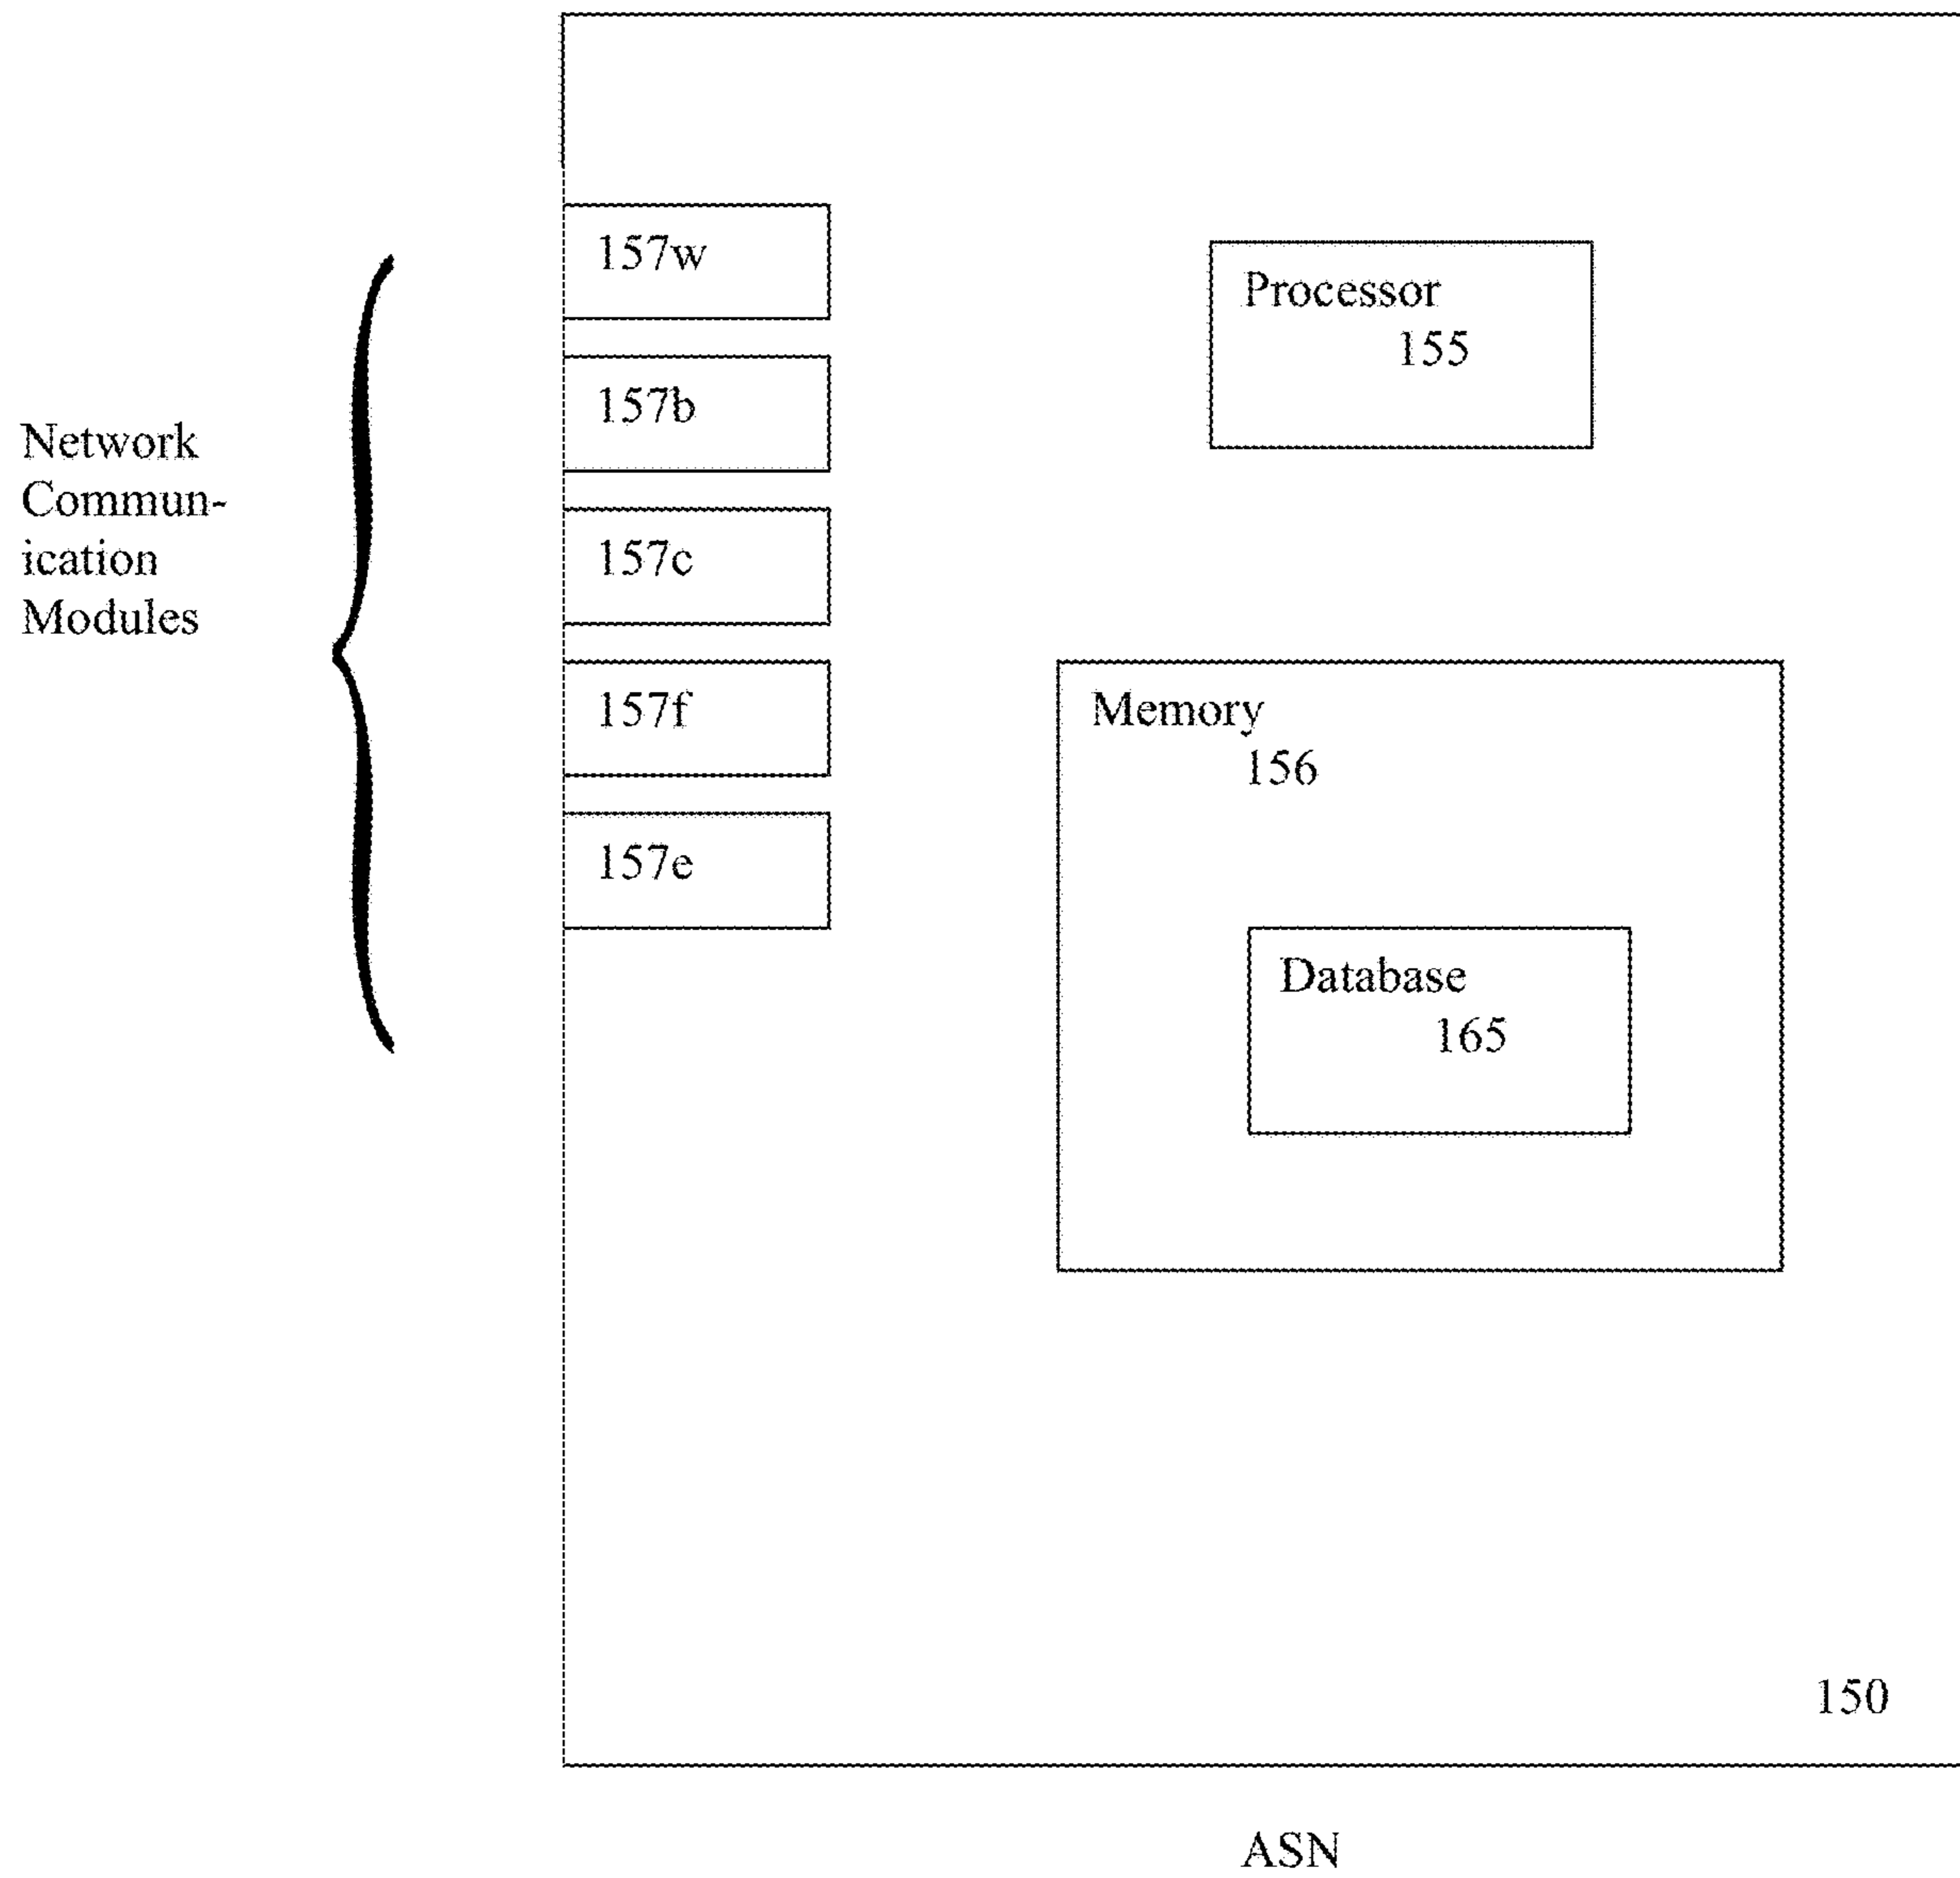 Network
Commun-
ication
Modules
157w
157b
157c
157f
157e
Processor
155
Memory
156
Database
165
150
ASN